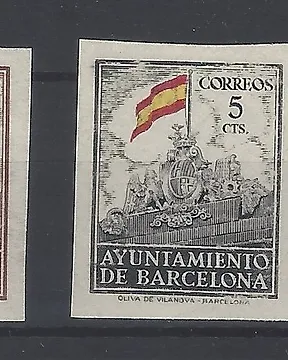 CORREOS
5
CTS.
AYUNTAMIENTO
DE BARCELONA
OLIVA DE VILANOVA - BARCELONA